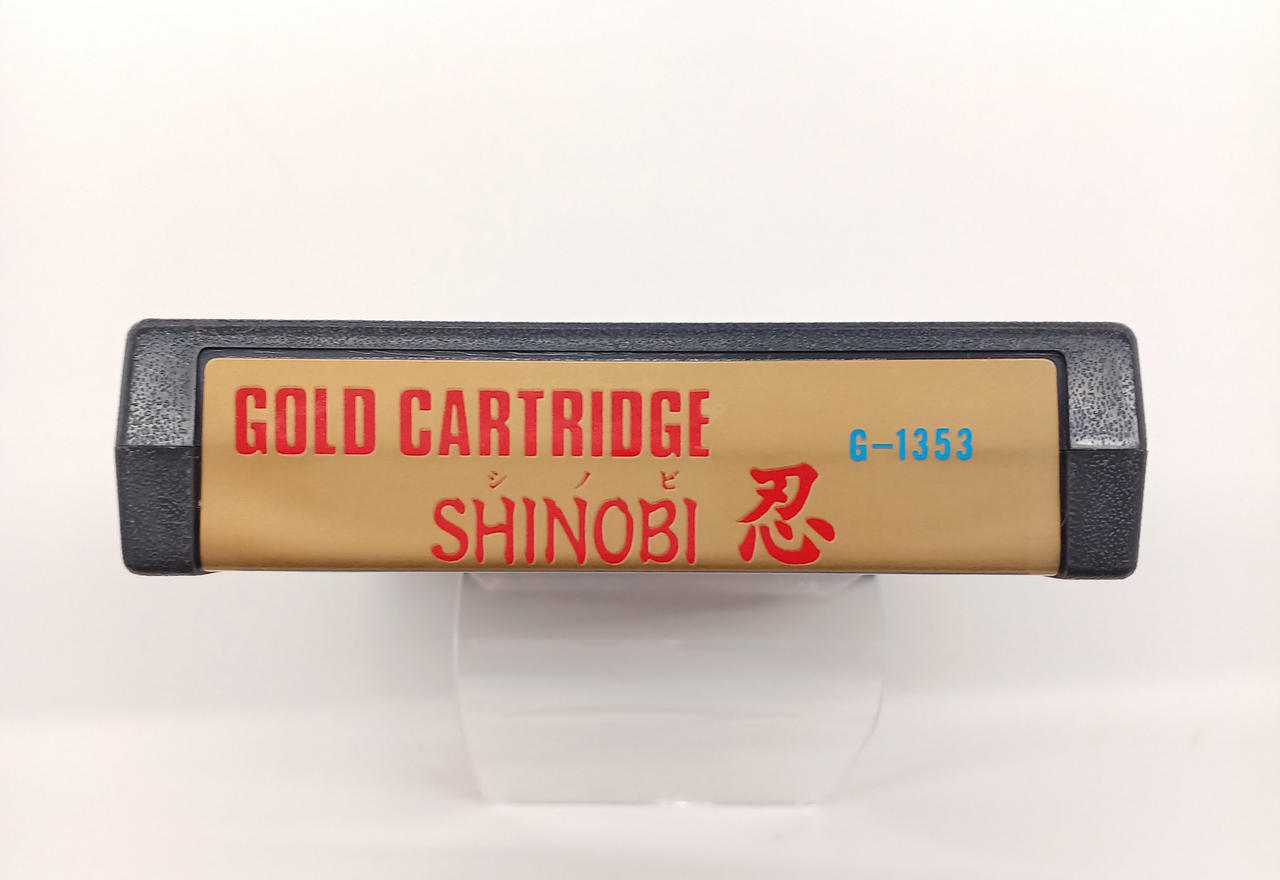 GOLD CARTRIDGE
G-1353
シノビ
SHINOBI 忍